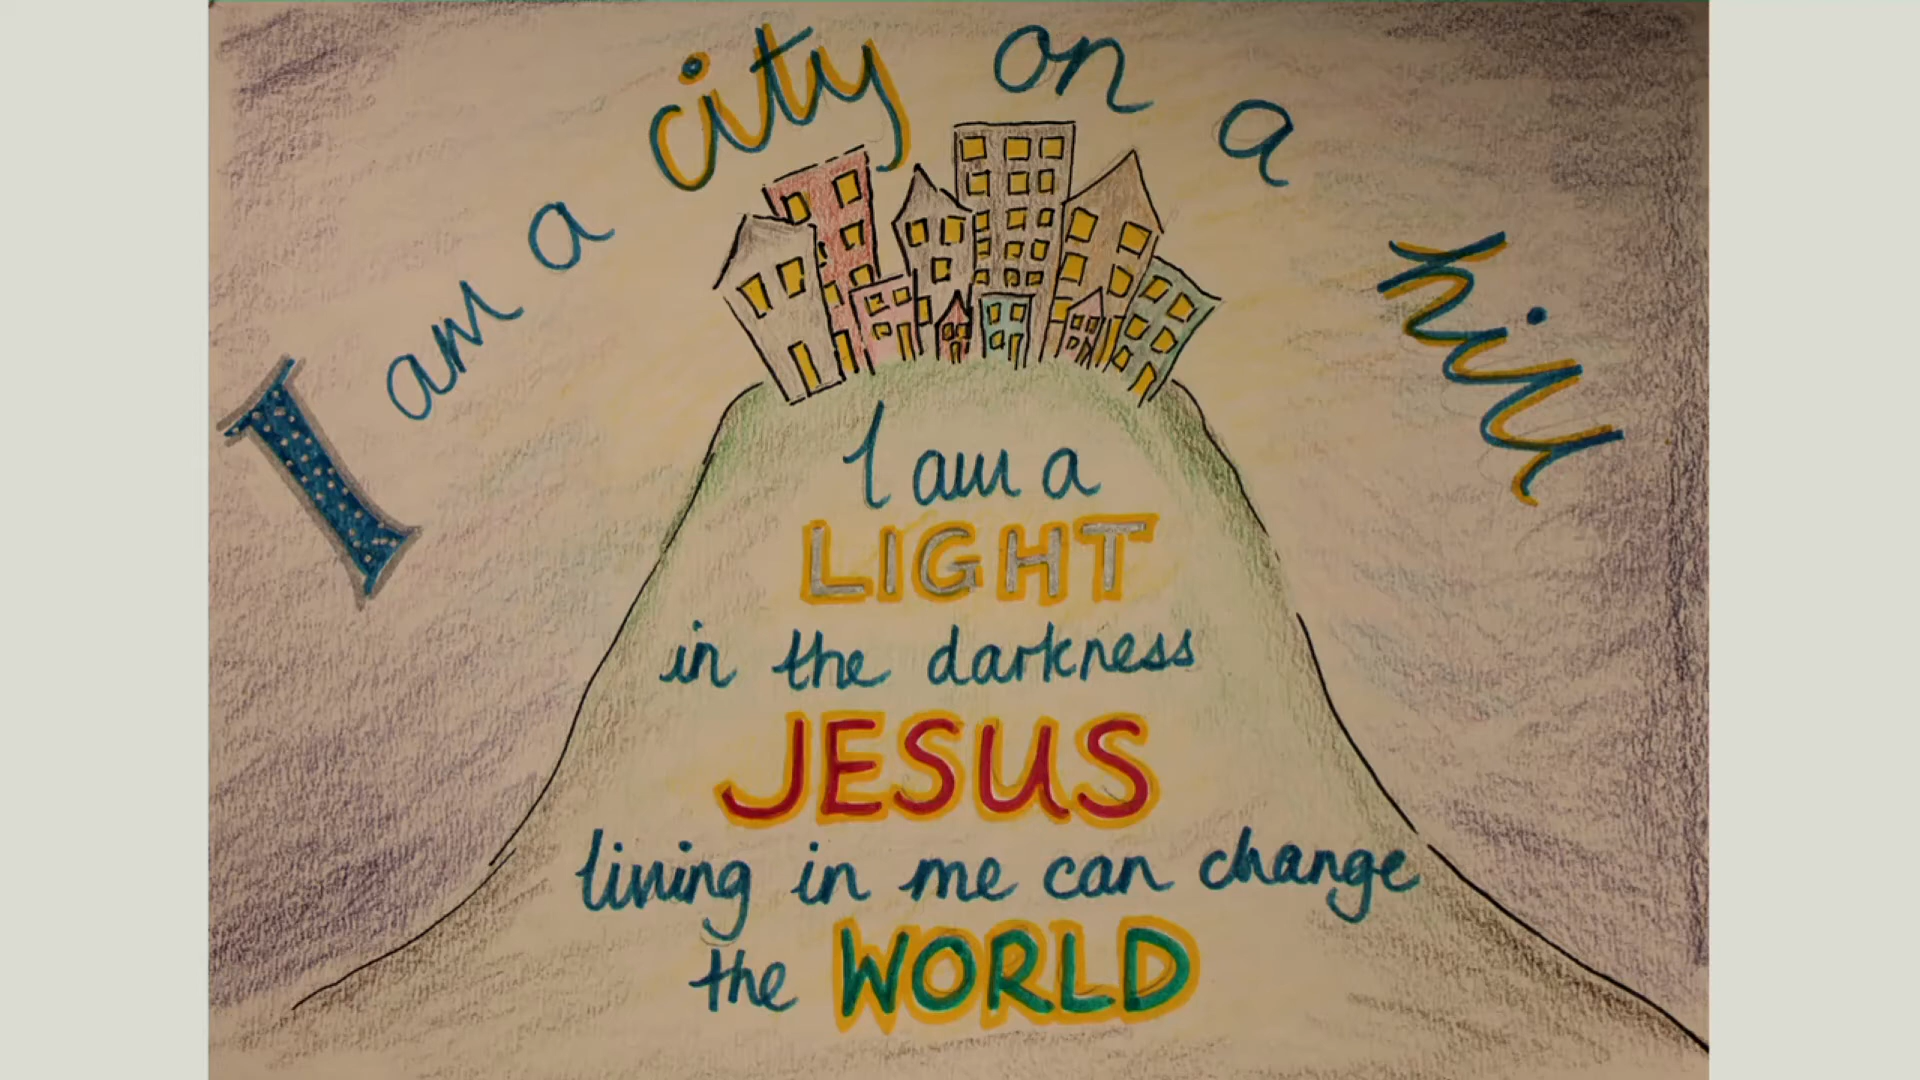 I am a city on a hill
I am a
LIGHT
in the darkness
JESUS
living in me can change
the WORLD